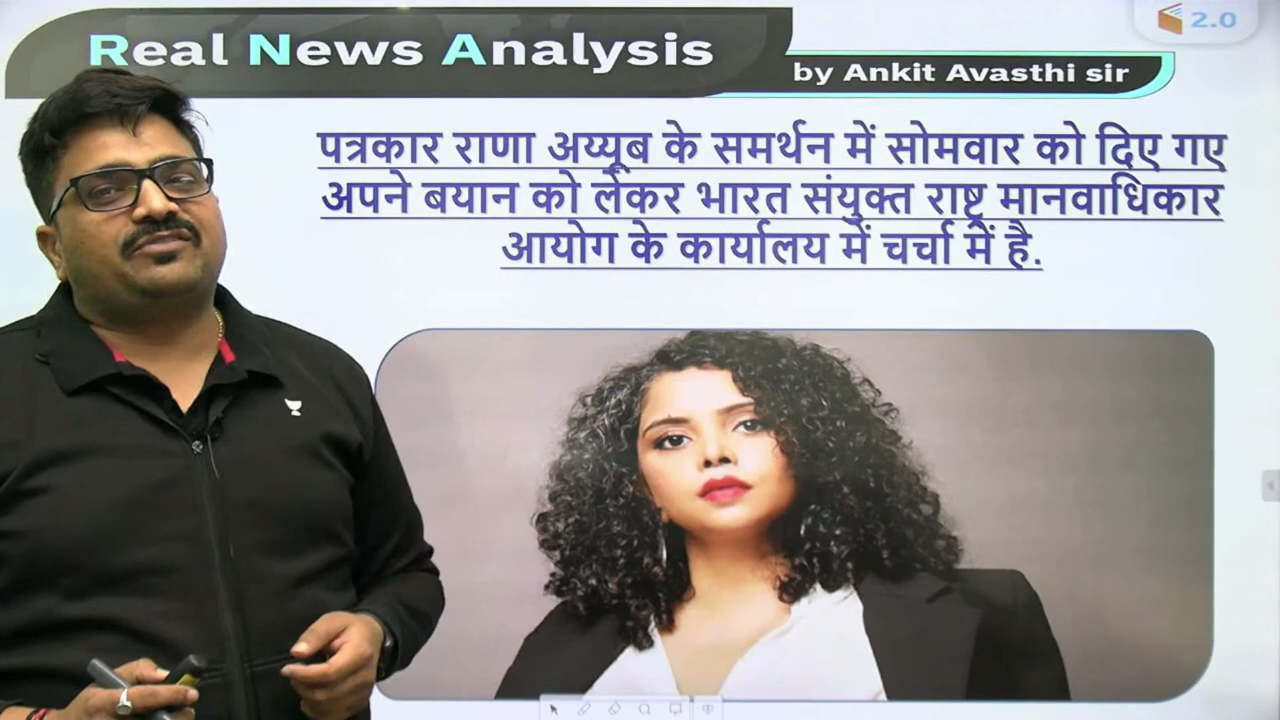 Real News Analysis
by Ankit Avasthi sir
2.0
पत्रकार राणा अय्यूब के समर्थन में सोमवार को दिए गए
अपने बयान को लेकर भारत संयुक्त राष्ट्र मानवाधिकार
आयोग के कार्यालय में चर्चा में है.